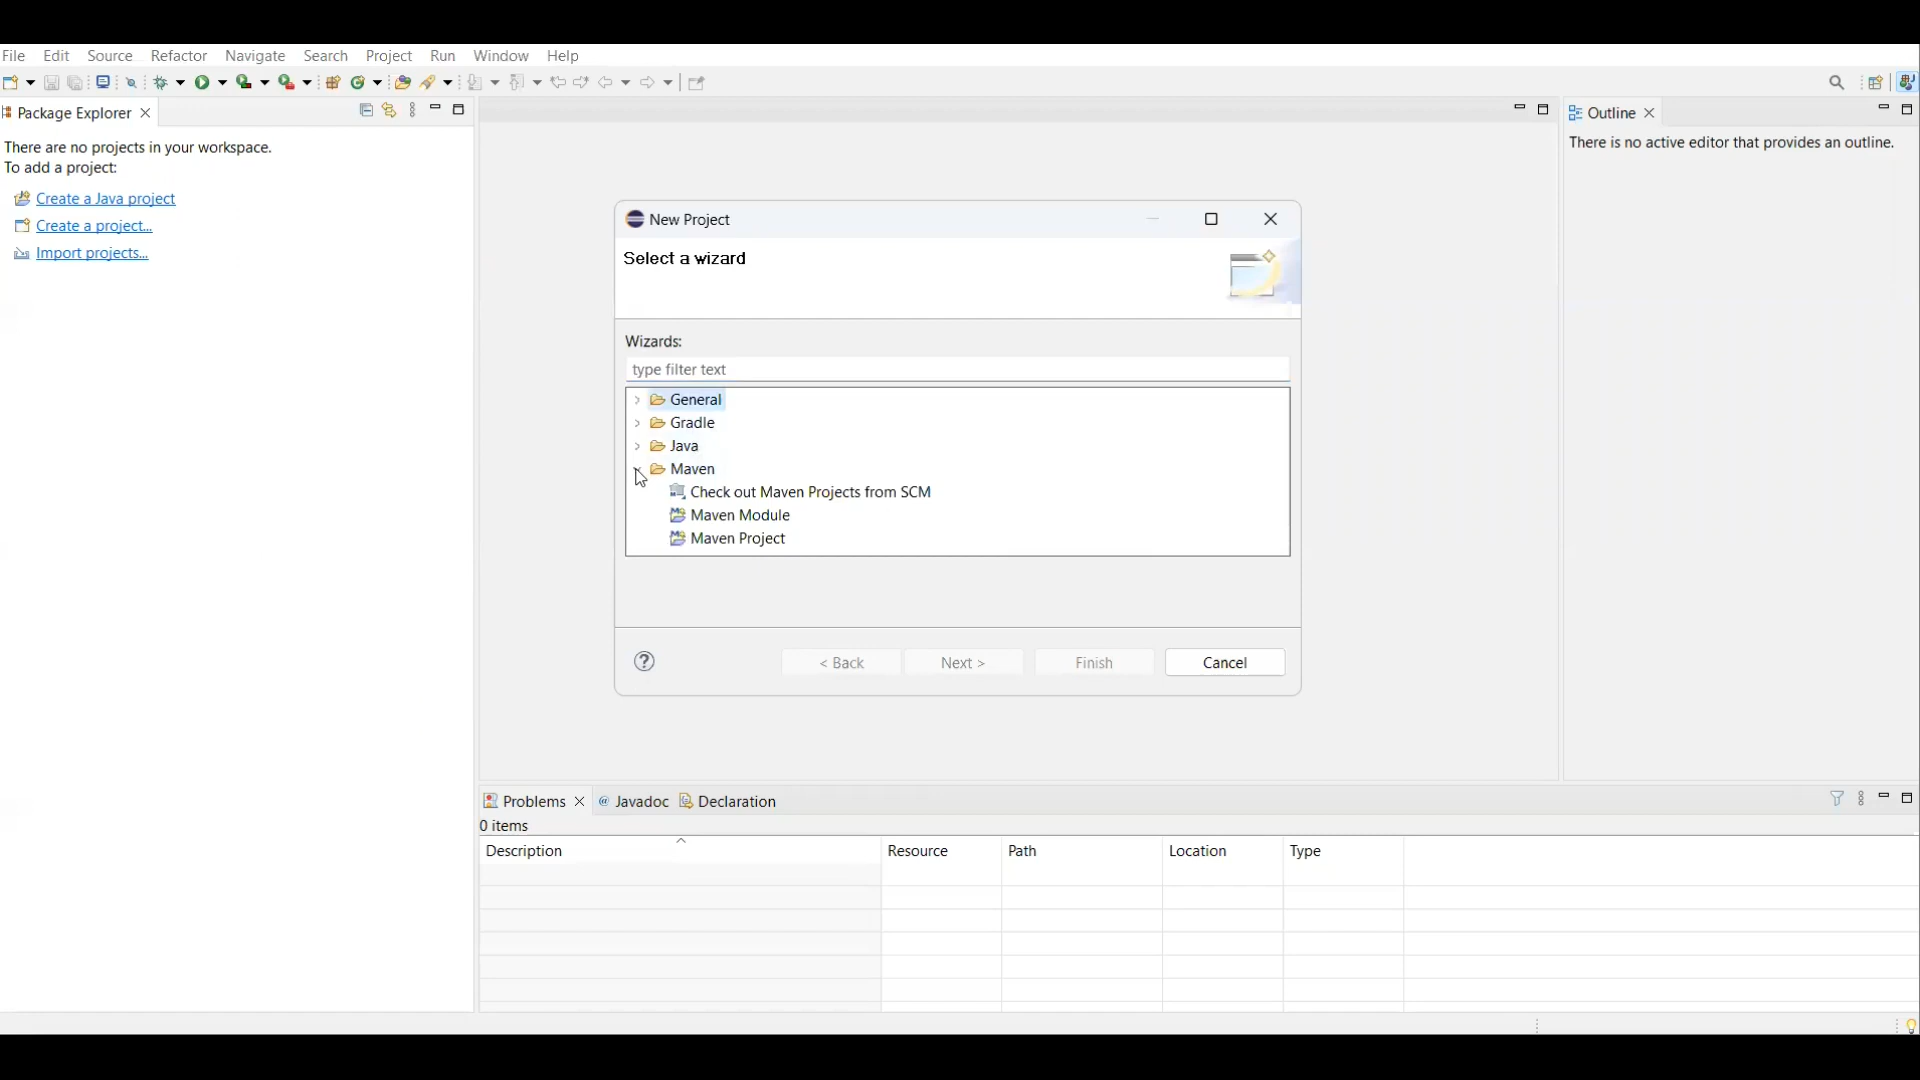 File Edit Source Refactor Navigate Search Project Run Window Help
Package Explorer
There are no projects in your workspace.
To add a project:
Create a Java project
Create a project...
Import projects...
Outline
There is no active editor that provides an outline.
New Project
Select a wizard
Wizards:
type filter text
General
Gradle
Java
Maven
Check out Maven Projects from SCM
Maven Module
Maven Project
< Back Next > Finish Cancel
Problems @ Javadoc Declaration
0 items
Description Resource Path Location Type